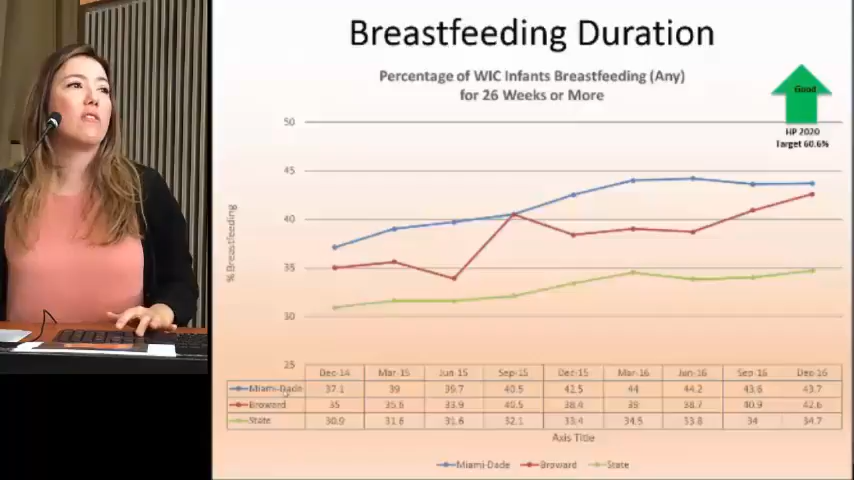 Breastfeeding Duration
Percentage of WIC Infants Breastfeeding (Any)
for 26 Weeks or More
Good
HP 2020
Target 60.6%
50
45
40
35
30
25
% Breastfeeding
Dec-14 Mar-15 Jun-15 Sep-15 Dec-15 Mar-16 Jun-16 Sep-16 Dec-16
Miami-Dade 37.1 39 39.7 40.5 42.5 44 44.2 43.6 43.7
Broward 35 35.6 33.9 40.5 38.4 39 38.7 40.9 42.6
State 30.9 31.6 31.6 32.1 33.4 34.5 33.8 34 34.7
Axis Title
Miami-Dade Broward State